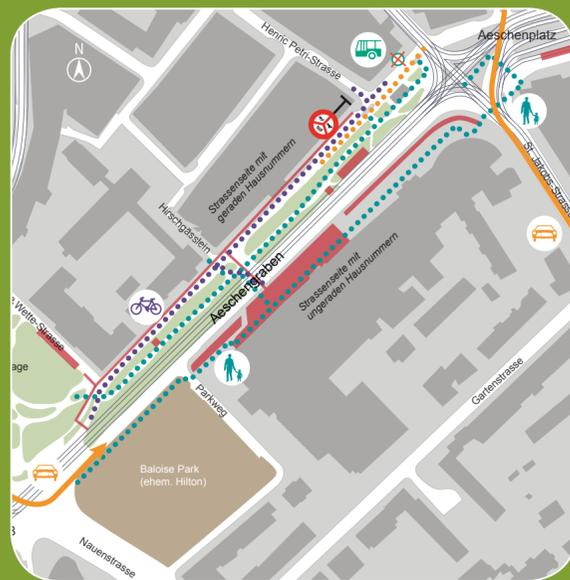 Aeschenplatz
Henric Petri-Strasse
N
Strassenseite mit
geraden Hausnummern
St. Jakobs-Strasse
Hirschgässlein
Aeschengraben
Strassenseite mit
ungeraden Hausnummern
Wette-Strasse
age
Parkweg
Gartenstrasse
Baloise Park
(ehem. Hilton)
Nauenstrasse